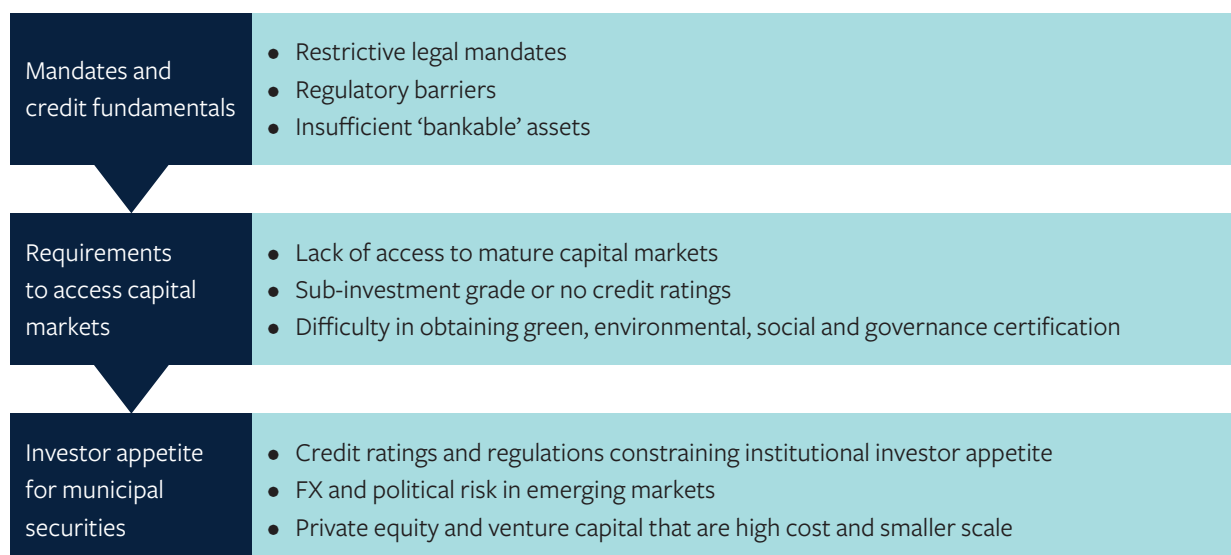 Mandates and
credit fundamentals
• Restrictive legal mandates
• Regulatory barriers
• Insufficient ‘bankable’ assets
Requirements
to access capital
markets
• Lack of access to mature capital markets
• Sub-investment grade or no credit ratings
• Difficulty in obtaining green, environmental, social and governance certification
Investor appetite
for municipal
securities
• Credit ratings and regulations constraining institutional investor appetite
• FX and political risk in emerging markets
• Private equity and venture capital that are high cost and smaller scale